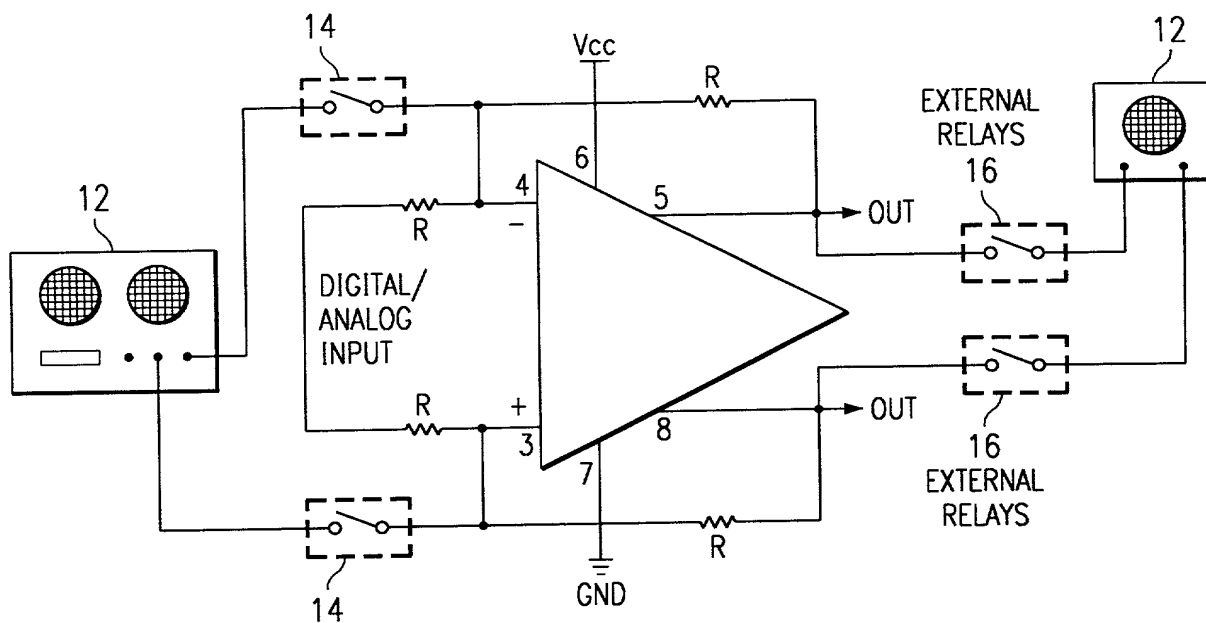 14
Vcc
12
R
EXTERNAL
RELAYS
16
6
4
5
OUT
−
R
12
DIGITAL/
ANALOG
INPUT
R
+
3
8
OUT
7
16
EXTERNAL
RELAYS
R
14
GND